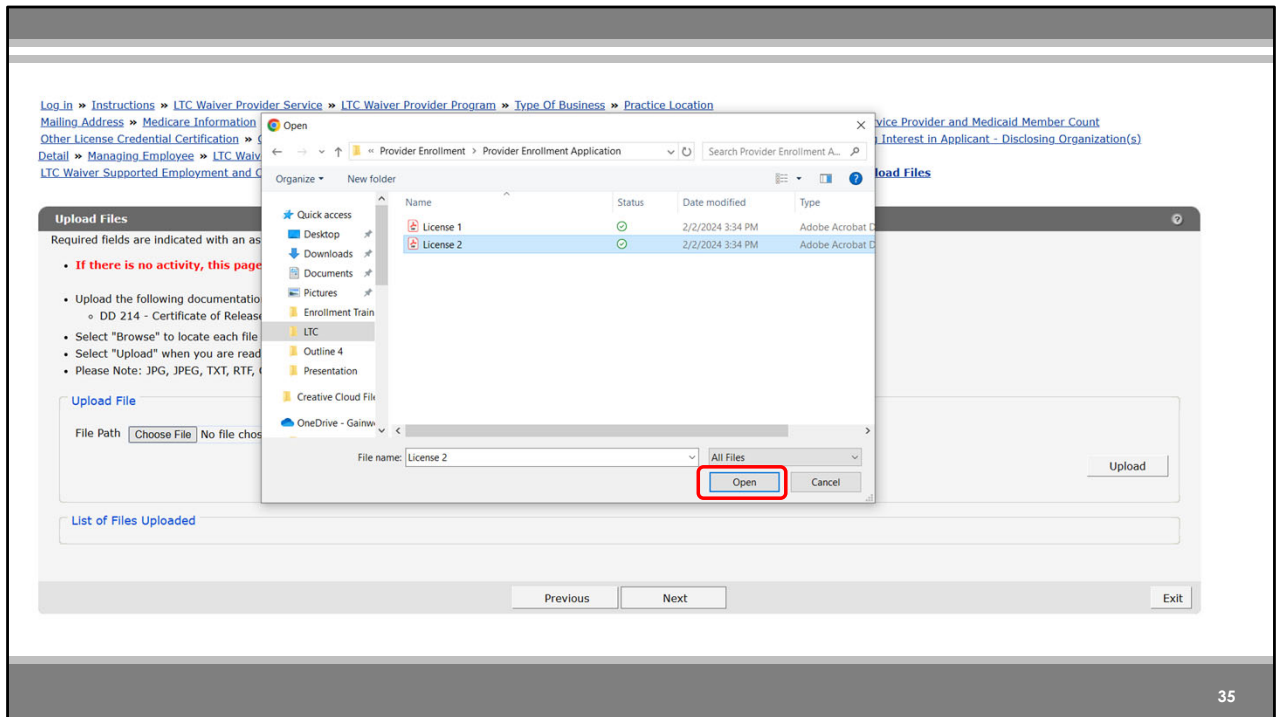 Log in » Instructions » LTC Waiver Provider Service » LTC Waiver Provider Program » Type Of Business » Practice Location
Mailing Address » Medicare Information
vice Provider and Medicaid Member Count
Other License Credential Certification »
Interest in Applicant - Disclosing Organization(s)
Detail » Managing Employee » LTC Waiv
LTC Waiver Supported Employment and C
load Files
Upload Files
Required fields are indicated with an as
• If there is no activity, this page
• Upload the following documentatio
DD 214 - Certificate of Release
• Select "Browse" to locate each file
• Select "Upload" when you are read
• Please Note: JPG, JPEG, TXT, RTF,
Upload File
File Path Choose File No file chos
Upload
List of Files Uploaded
Previous Next Exit
Open
« Provider Enrollment > Provider Enrollment Application
Search Provider Enrollment A...
Organize New folder
Name Status Date modified Type
License 1 2/2/2024 3:34 PM Adobe Acrobat D
License 2 2/2/2024 3:34 PM Adobe Acrobat D
Quick access
Desktop
Downloads
Documents
Pictures
Enrollment Train
LTC
Outline 4
Presentation
Creative Cloud File
OneDrive - Gainw
File name: License 2 All Files
Open Cancel
35